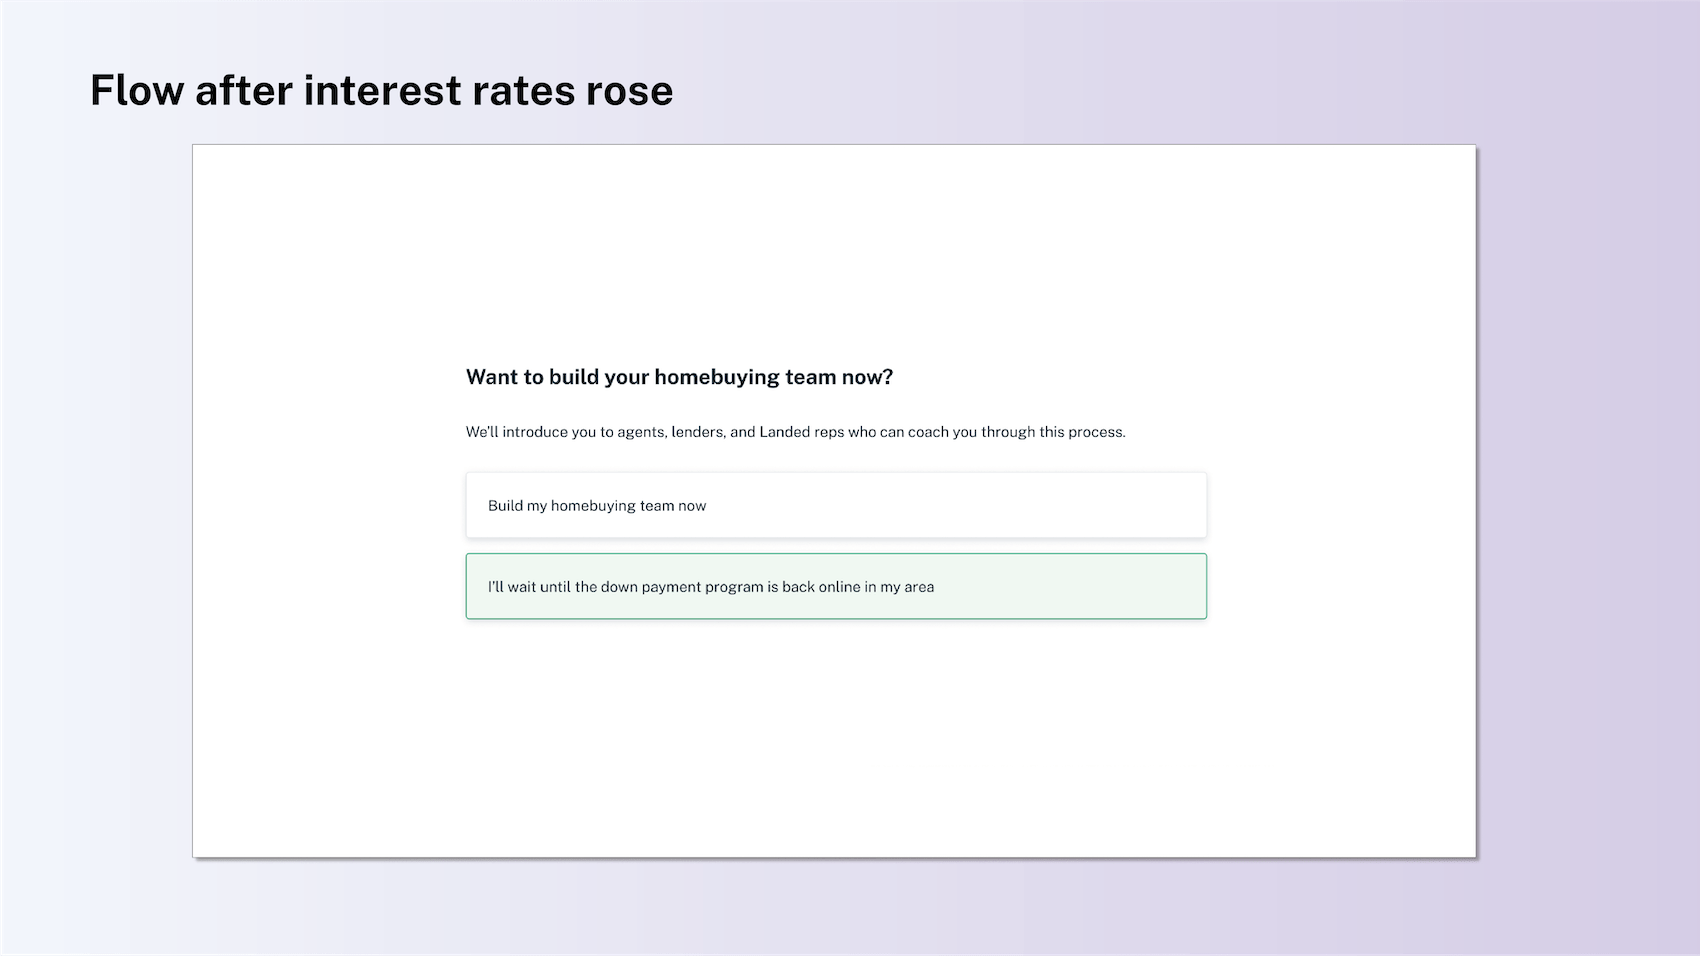 Flow after interest rates rose
Want to build your homebuying team now?
We'll introduce you to agents, lenders, and Landed reps who can coach you through this process.
Build my homebuying team now
I'll wait until the down payment program is back online in my area